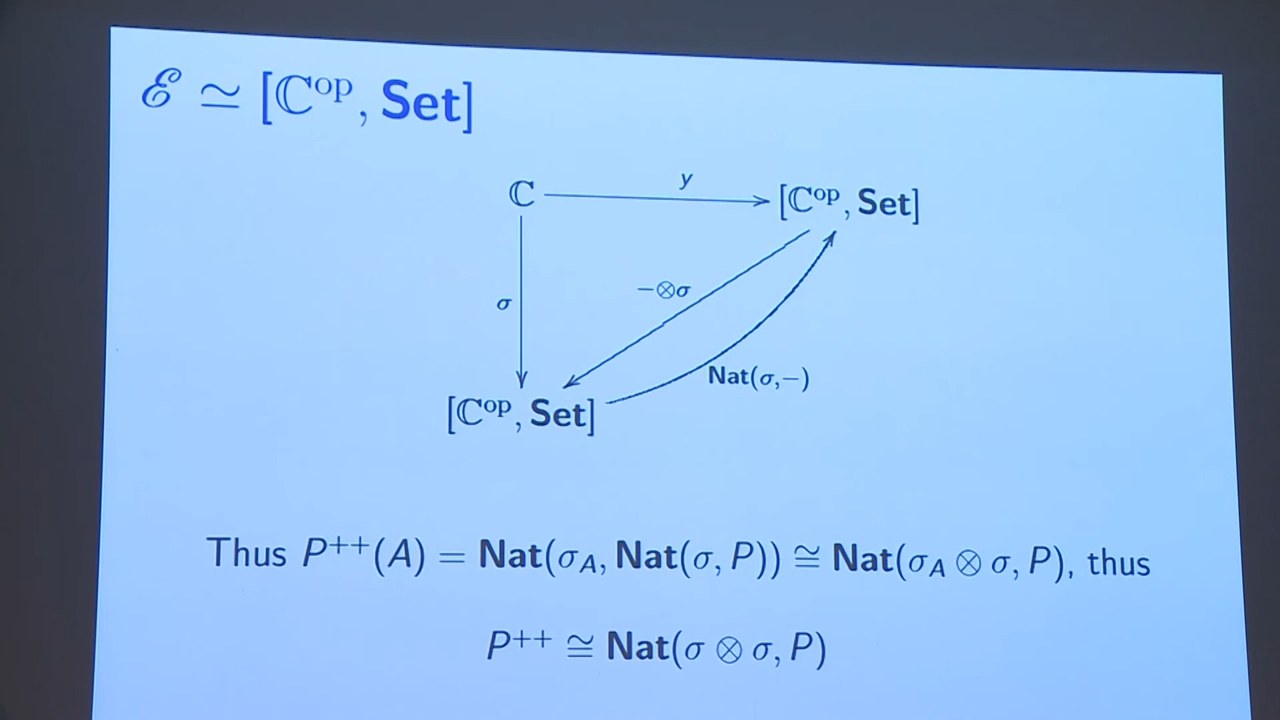 ℰ ≃ [ℂᵒᵖ, Set]
ℂ
y
[ℂᵒᵖ, Set]
−⊗σ
σ
Nat(σ,−)
[ℂᵒᵖ, Set]
Thus P⁺⁺(A) = Nat(σ_A, Nat(σ, P)) ≅ Nat(σ_A ⊗ σ, P), thus
P⁺⁺ ≅ Nat(σ ⊗ σ, P)